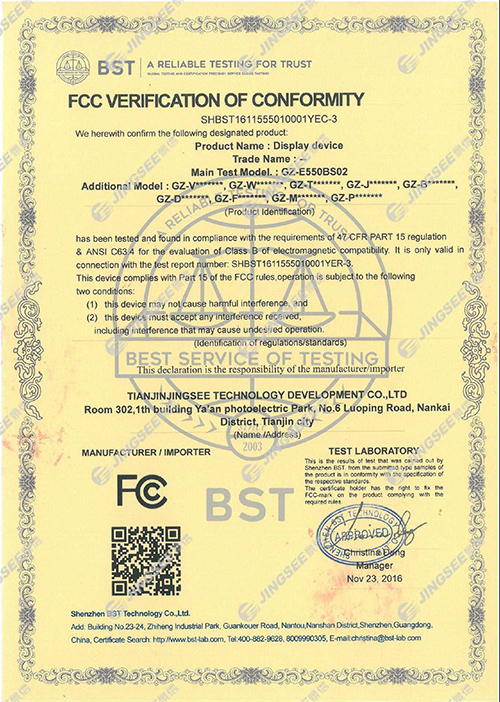 BST
A RELIABLE TESTING FOR TRUST
FCC VERIFICATION OF CONFORMITY
SHBST1611555010001YEC-3
We herewith confirm the following designated product:
Product Name : Display device
Trade Name : --
Main Test Model. : GZ-E550BS02
Additional Model : GZ-V*******, GZ-W*******, GZ-T*******, GZ-J*******, GZ-B*******,
GZ-D*******, GZ-F*******, GZ-M*******, GZ-P*******
(Product Identification)
has been tested and found in compliance with the requirements of 47 CFR PART 15 regulation
& ANSI C63.4 for the evaluation of Class B of electromagnetic compatibility. It is only valid in
connection with the test report number: SHBST1611555010001YER-3.
This device complies with Part 15 of the FCC rules,operation is subject to the following
two conditions:
(1) this device may not cause harmful interference, and
(2) this device must accept any interference received,
including interference that may cause undesired operation.
(Identification of regulations/standards)
BEST SERVICE OF TESTING
This declaration is the responsibility of the manufacturer/importer
TIANJINJINGSEE TECHNOLOGY DEVELOPMENT CO.,LTD
Room 302,1th building Ya'an photoelectric Park, No.6 Luoping Road, Nankai
District, Tianjin city
(Name /Address)
2003
MANUFACTURER / IMPORTER
TEST LABORATORY
This is the results of test that was carried out by
Shenzhen BST, from the submitted type samples of
the product is in conformity with the specification of
the respective standards.
The certificate holder has the right to fix the
FCC-mark on the product complying with the
required rules.
FCC
BST
SHENZHEN BST TECHNOLOGY
APPROVED
Christina Deng
Manager
Nov 23, 2016
Shenzhen BST Technology Co.,Ltd.
Add. Building No.23-24, Zhiheng Industrial Park, Guankouer Road, Nantou,Nanshan District,Shenzhen,Guangdong,
China, Certificate Search: http://www.bst-lab.com, Tel:400-882-9628, 8009990305, E-mail:christina@bst-lab.com
JINGSEE